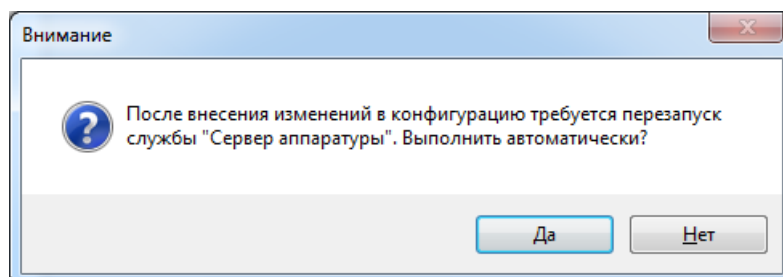 Внимание
После внесения изменений в конфигурацию требуется перезапуск
службы "Сервер аппаратуры". Выполнить автоматически?
Да
Нет